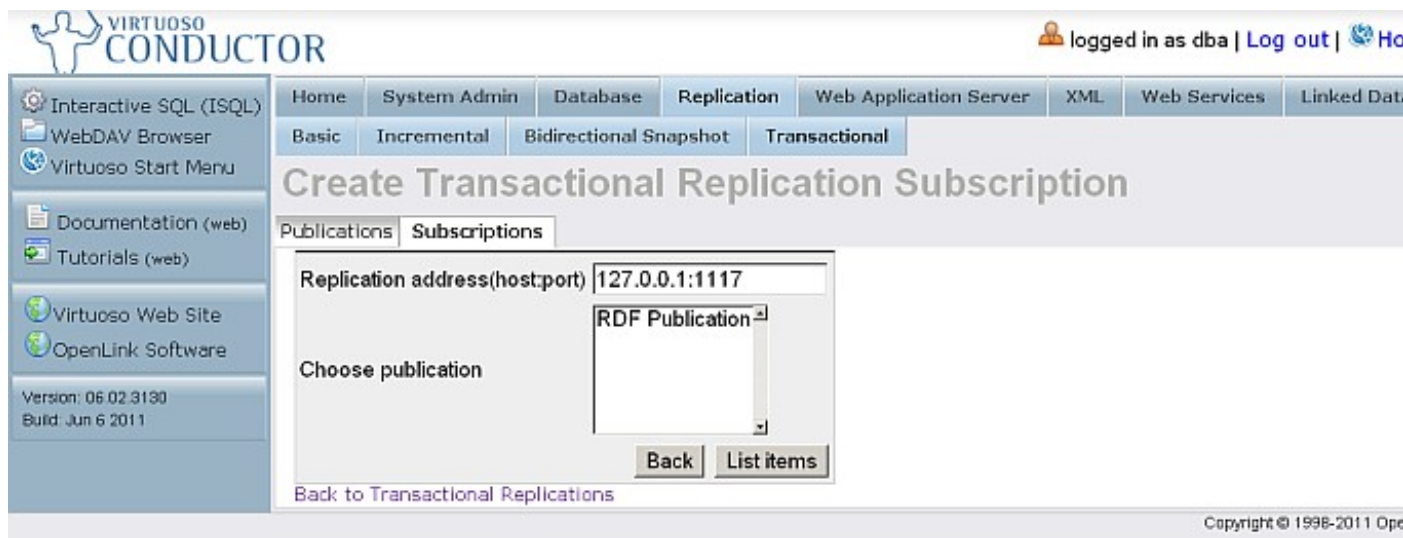 VIRTUOSO
CONDUCTOR
logged in as dba | Log out | Ho
Interactive SQL (ISQL)
WebDAV Browser
Virtuoso Start Menu
Documentation (web)
Tutorials (web)
Virtuoso Web Site
OpenLink Software
Version: 06.02.3130
Build: Jun 6 2011
Home System Admin Database Replication Web Application Server XML Web Services Linked Data
Basic Incremental Bidirectional Snapshot Transactional
Create Transactional Replication Subscription
Publications Subscriptions
Replication address(host:port) 127.0.0.1:1117
Choose publication RDF Publication
Back List items
Back to Transactional Replications
Copyright © 1998-2011 Ope